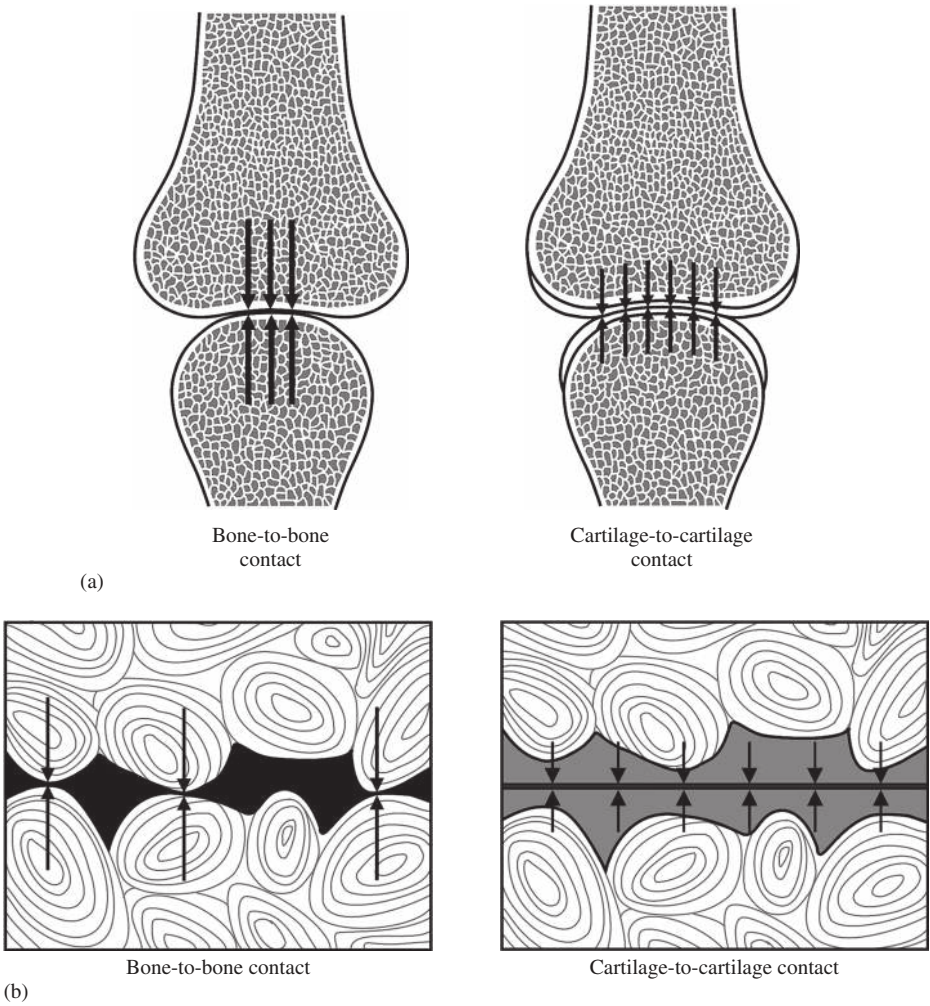 Bone-to-bone
contact
Cartilage-to-cartilage
contact
(a)
Bone-to-bone contact
Cartilage-to-cartilage contact
(b)